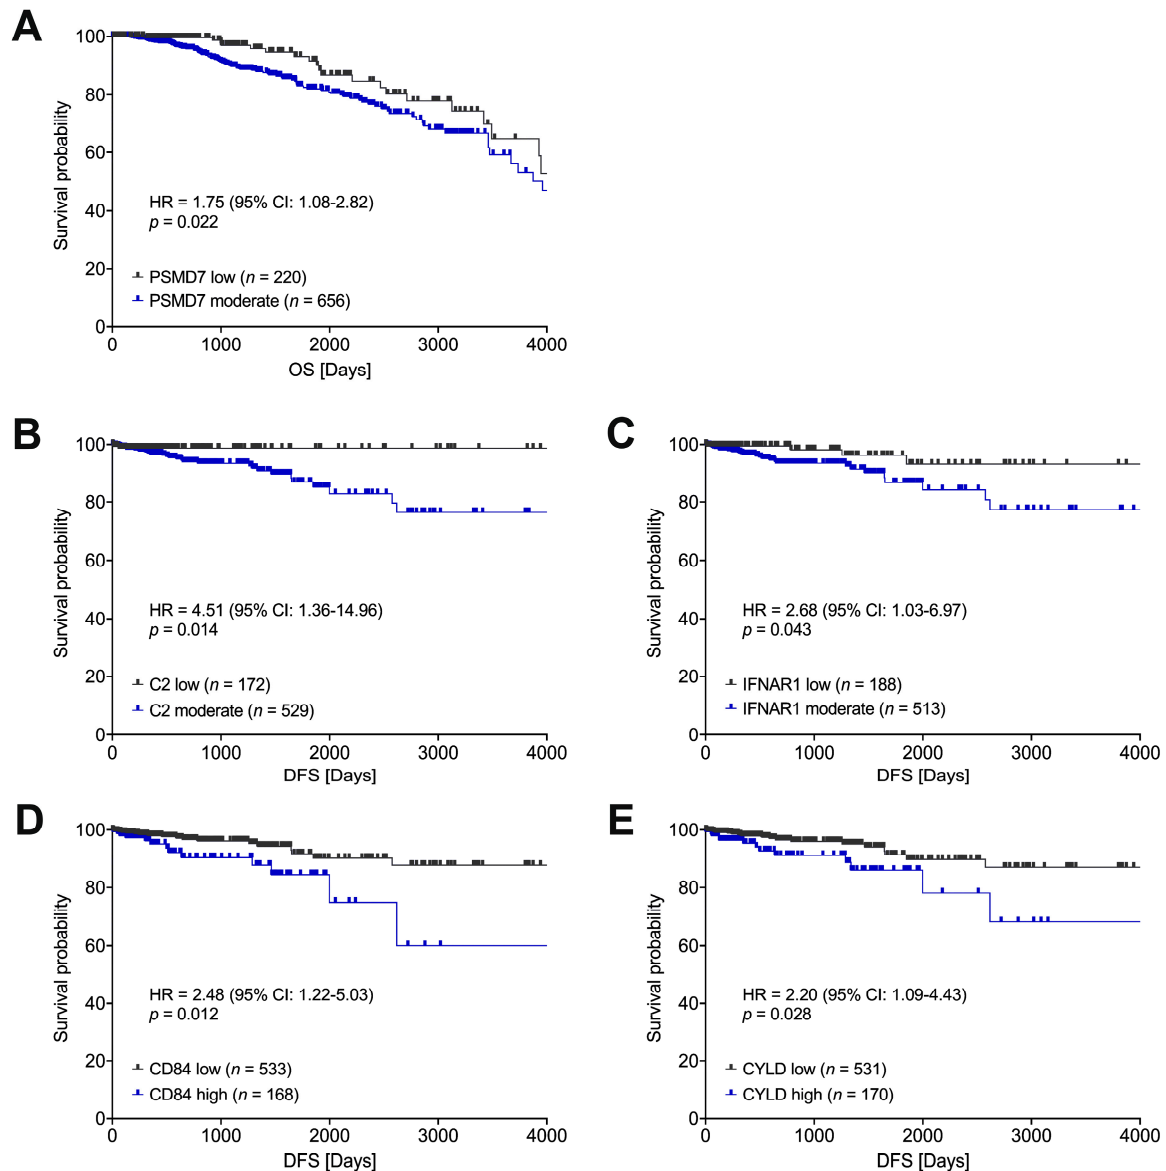 A
100
80
60
40
20
0
Survival probability
HR = 1.75 (95% CI: 1.08-2.82)
p = 0.022
PSMD7 low (n = 220)
PSMD7 moderate (n = 656)
0 1000 2000 3000 4000
OS [Days]
B
100
80
60
40
20
0
Survival probability
HR = 4.51 (95% CI: 1.36-14.96)
p = 0.014
C2 low (n = 172)
C2 moderate (n = 529)
0 1000 2000 3000 4000
DFS [Days]
C
100
80
60
40
20
0
Survival probability
HR = 2.68 (95% CI: 1.03-6.97)
p = 0.043
IFNAR1 low (n = 188)
IFNAR1 moderate (n = 513)
0 1000 2000 3000 4000
DFS [Days]
D
100
80
60
40
20
0
Survival probability
HR = 2.48 (95% CI: 1.22-5.03)
p = 0.012
CD84 low (n = 533)
CD84 high (n = 168)
0 1000 2000 3000 4000
DFS [Days]
E
100
80
60
40
20
0
Survival probability
HR = 2.20 (95% CI: 1.09-4.43)
p = 0.028
CYLD low (n = 531)
CYLD high (n = 170)
0 1000 2000 3000 4000
DFS [Days]